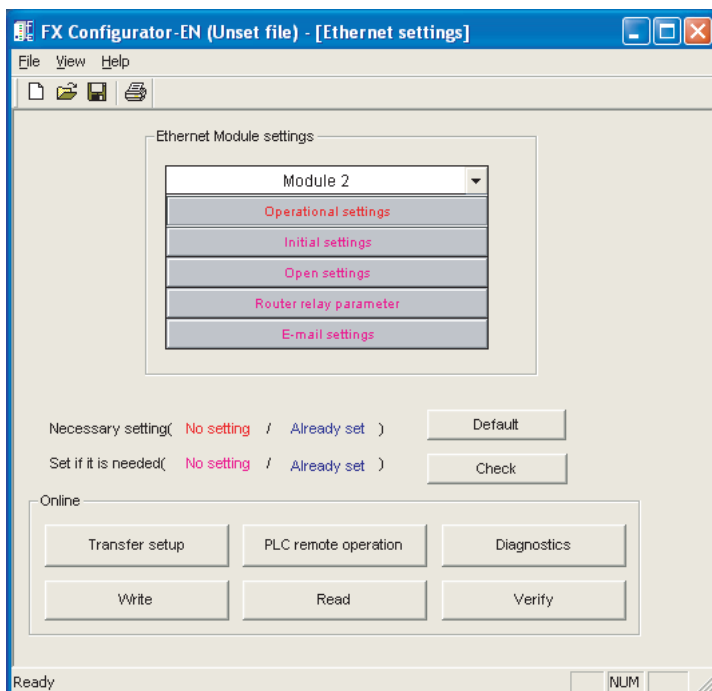 FX Configurator-EN (Unset file) - [Ethernet settings]
File View Help
Ethernet Module settings
Module 2
Operational settings
Initial settings
Open settings
Router relay parameter
E-mail settings
Necessary setting( No setting / Already set ) Default
Set if it is needed( No setting / Already set ) Check
Online
Transfer setup PLC remote operation Diagnostics
Write Read Verify
Ready NUM